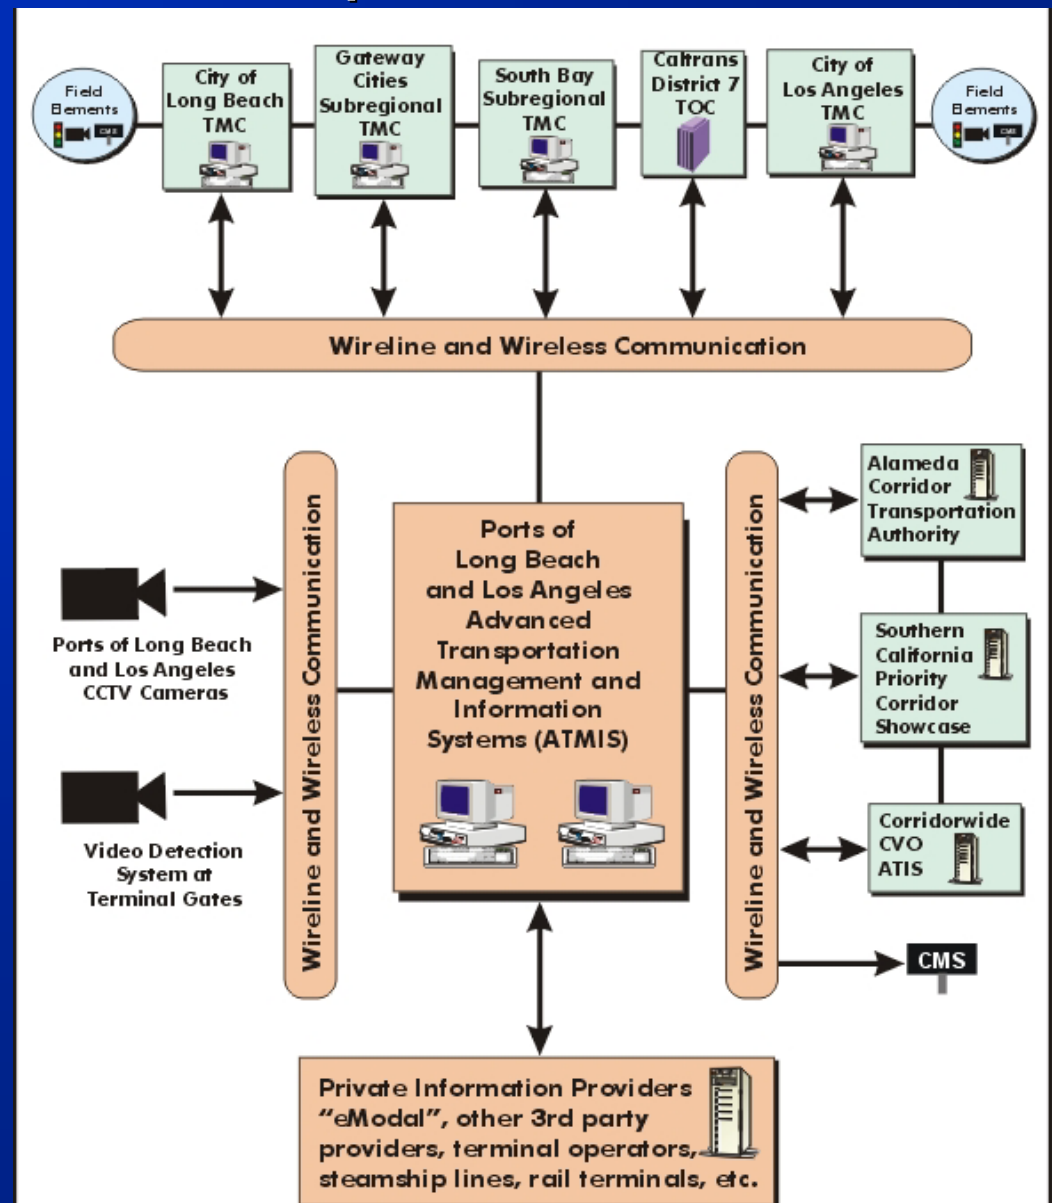 Field
Elements
CMS
City of
Long Beach
TMC
Gateway
Cities
Subregional
TMC
South Bay
Subregional
TMC
Caltrans
District 7
TOC
City of
Los Angeles
TMC
Field
Elements
CMS
Wireline and Wireless Communication
Wireline and Wireless Communication
Ports of Long Beach
and Los Angeles
CCTV Cameras
Video Detection
System at
Terminal Gates
Ports of
Long Beach
and Los Angeles
Advanced
Transportation
Management and
Information
Systems (ATMIS)
Wireline and Wireless Communication
Alameda
Corridor
Transportation
Authority
Southern
California
Priority
Corridor
Showcase
Corridorwide
CVO
ATIS
CMS
Private Information Providers
“eModal”, other 3rd party
providers, terminal operators,
steamship lines, rail terminals, etc.